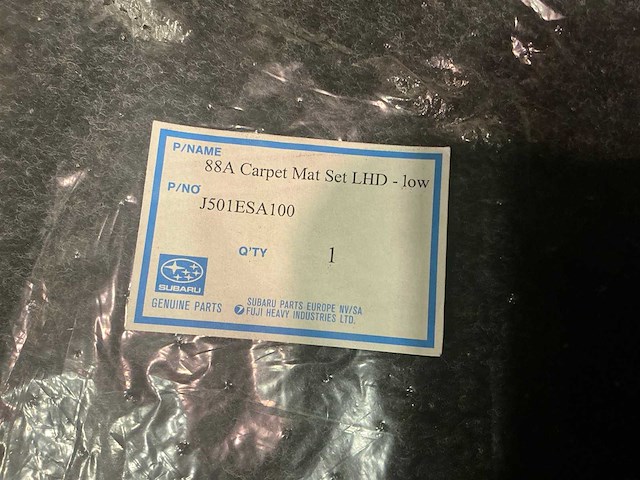 P/NAME
88A Carpet Mat Set LHD - low
P/NO
J501ESA100
Q'TY 1
SUBARU
GENUINE PARTS
SUBARU PARTS EUROPE NV/SA
FUJI HEAVY INDUSTRIES LTD.